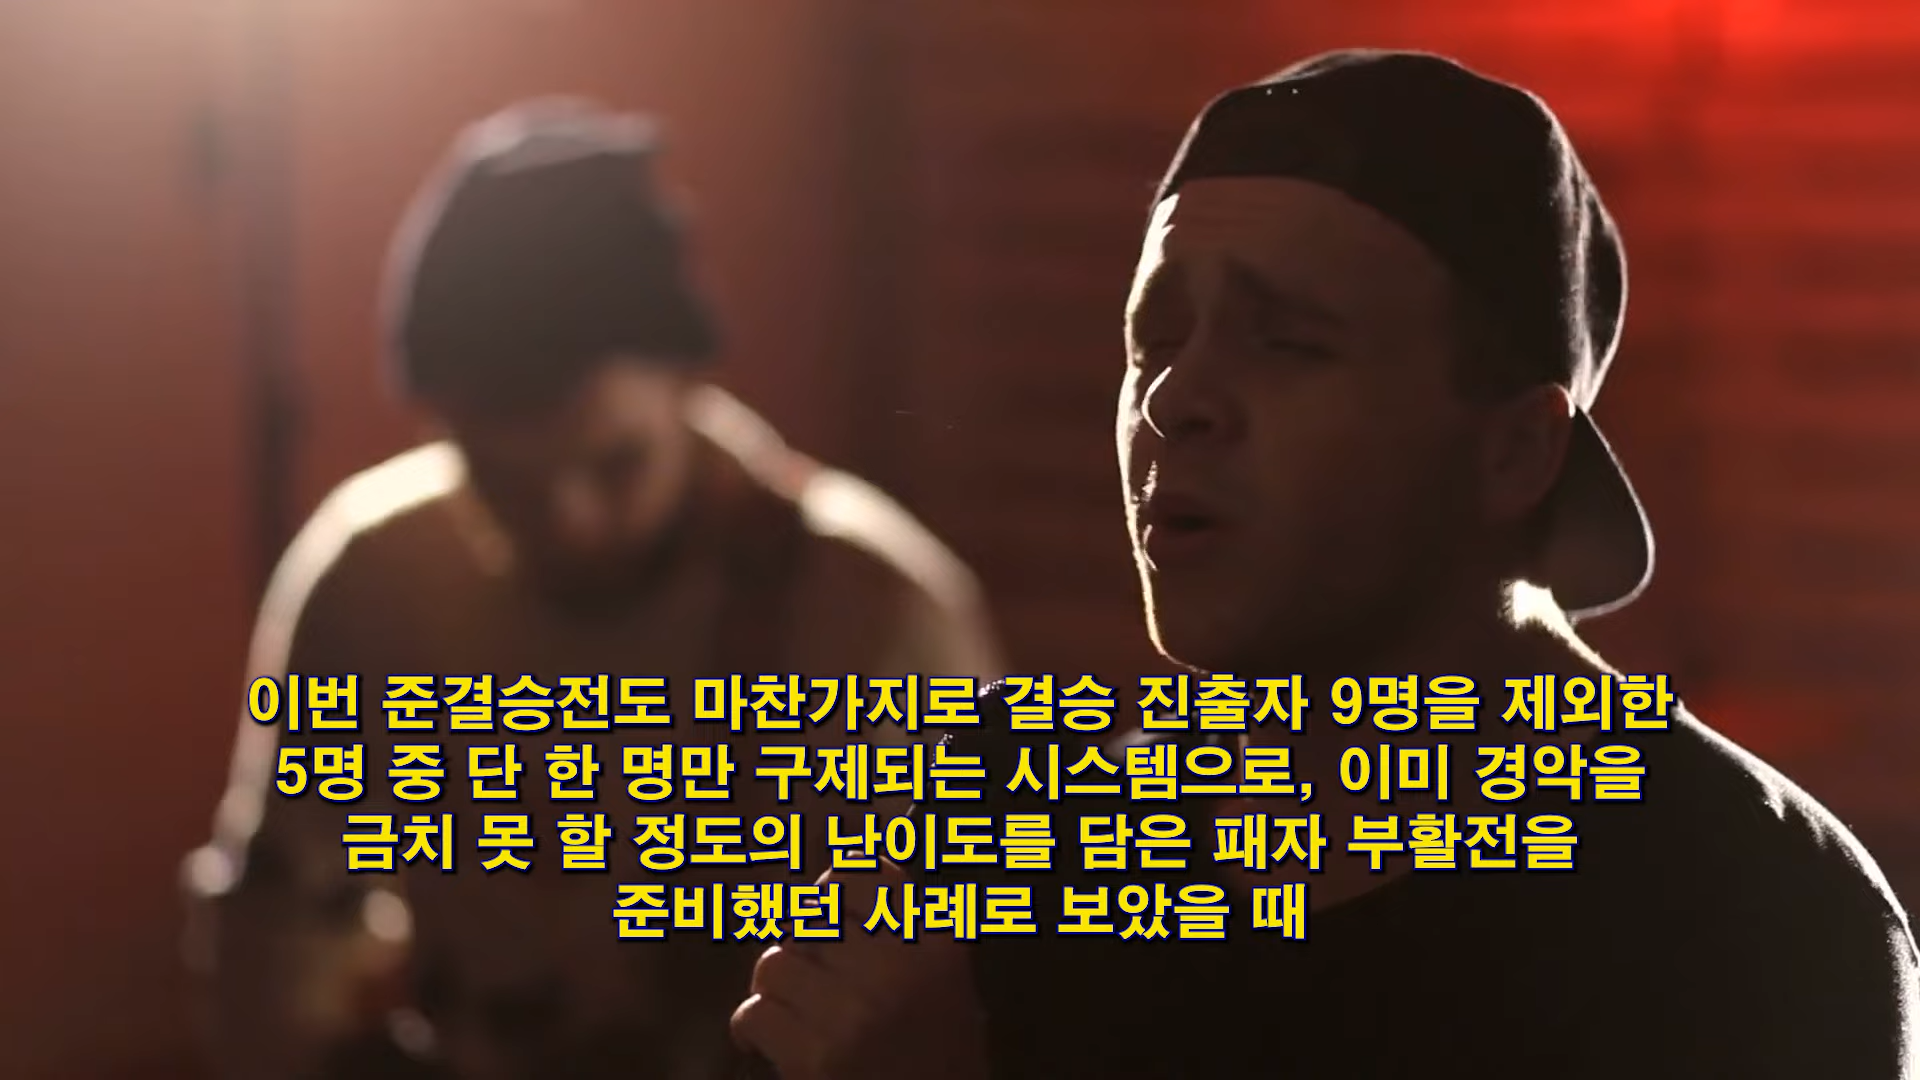 이번 준결승전도 마찬가지로 결승 진출자 9명을 제외한
5명 중 단 한 명만 구제되는 시스템으로, 이미 경악을
금치 못 할 정도의 난이도를 담은 패자 부활전을
준비했던 사례로 보았을 때